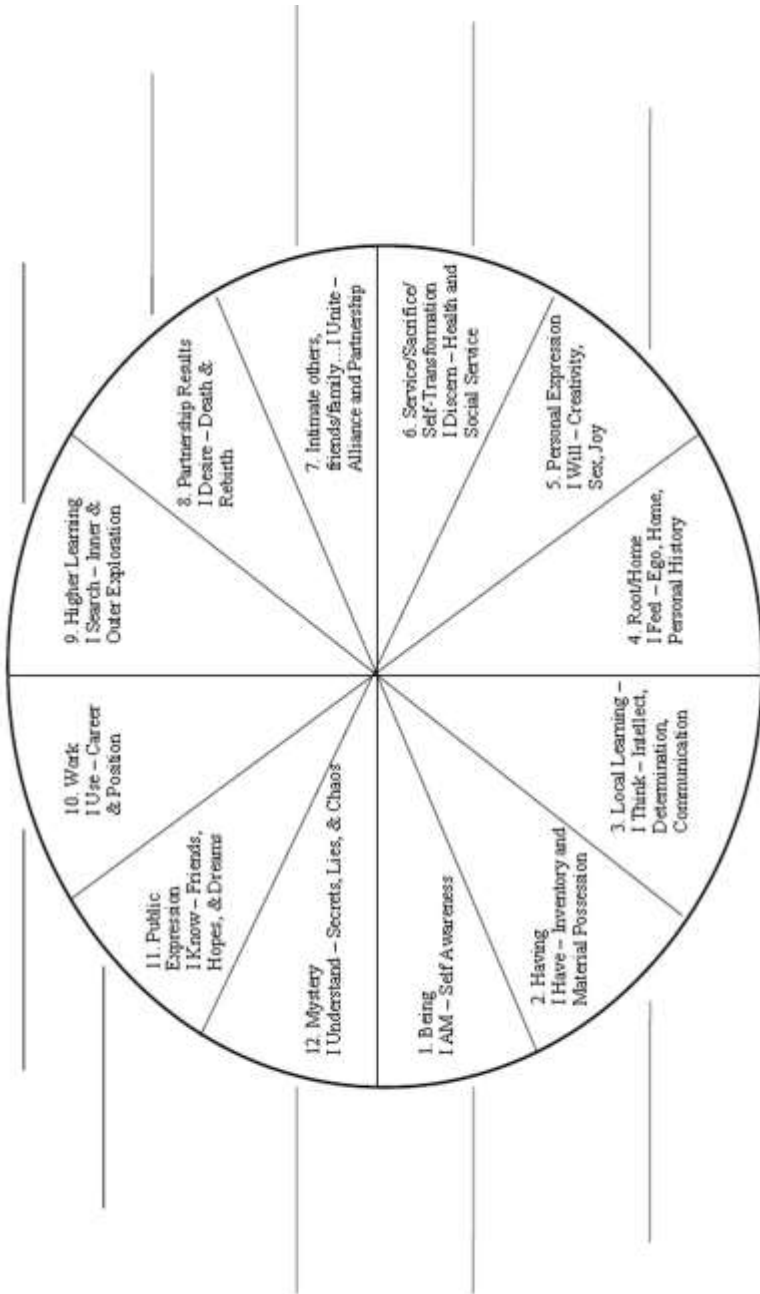 1. Being
I AM – Self Awareness
2. Having
I Have – Inventory and
Material Possession
3. Local Learning –
I Think – Intellect,
Determination,
Communication
4. Root/Home
I Feel – Ego, Home,
Personal History
5. Personal Expression
I Will – Creativity,
Sex, Joy
6. Service/Sacrifice/
Self-Transformation
I Discern – Health and
Social Service
7. Intimate others,
friends/family…I Unite –
Alliance and Partnership
8. Partnership Results
I Desire – Death &
Rebirth
9. Higher Learning
I Search – Inner &
Outer Exploration
10. Work
I Use – Career
& Position
11. Public
Expression
I Know – Friends,
Hopes, & Dreams
12. Mystery
I Understand – Secrets, Lies, & Chaos